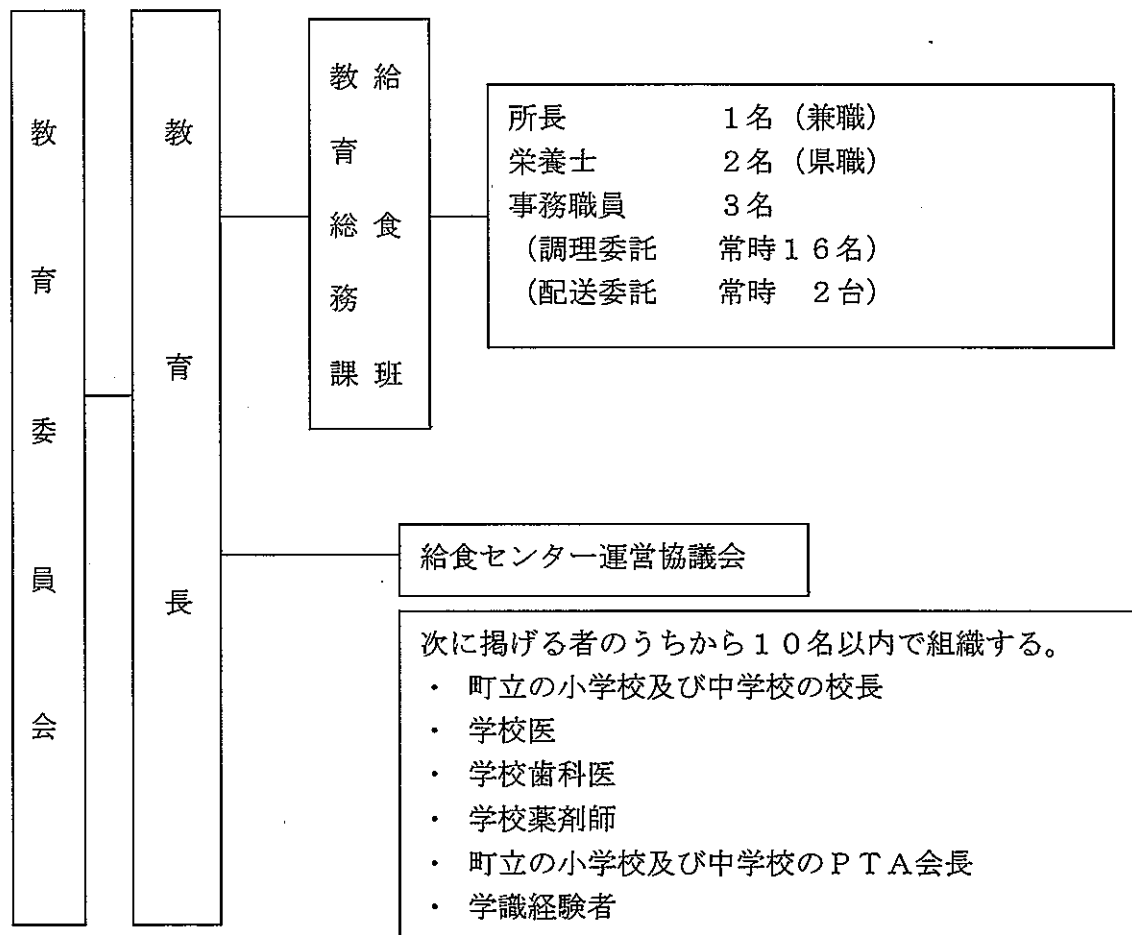 教育委員会
教育長
教育総務課
給食班
所長 1名 (兼職)
栄養士 2名 (県職)
事務職員 3名
(調理委託 常時16名)
(配送委託 常時 2台)
給食センター運営協議会
次に掲げる者のうちから10名以内で組織する。
・ 町立の小学校及び中学校の校長
・ 学校医
・ 学校歯科医
・ 学校薬剤師
・ 町立の小学校及び中学校のPTA会長
・ 学識経験者